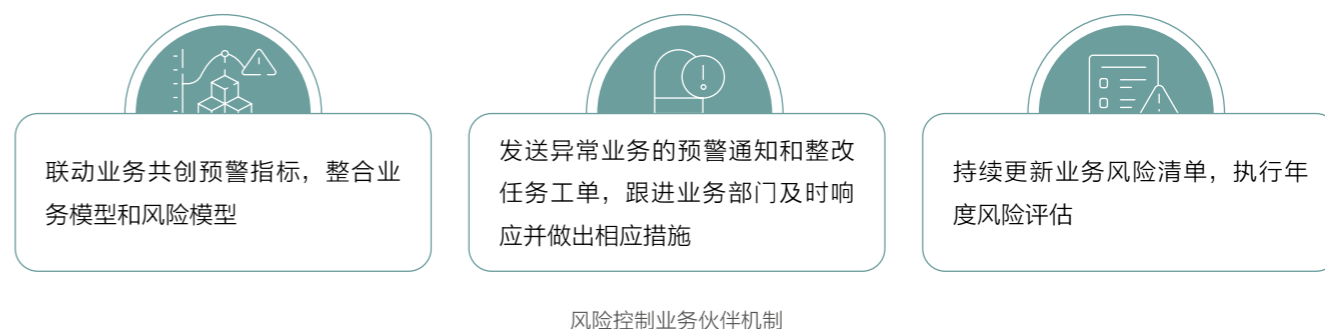 联动业务共创预警指标，整合业
务模型和风险模型
发送异常业务的预警通知和整改
任务工单，跟进业务部门及时响
应并做出相应措施
持续更新业务风险清单，执行年
度风险评估
风险控制业务伙伴机制